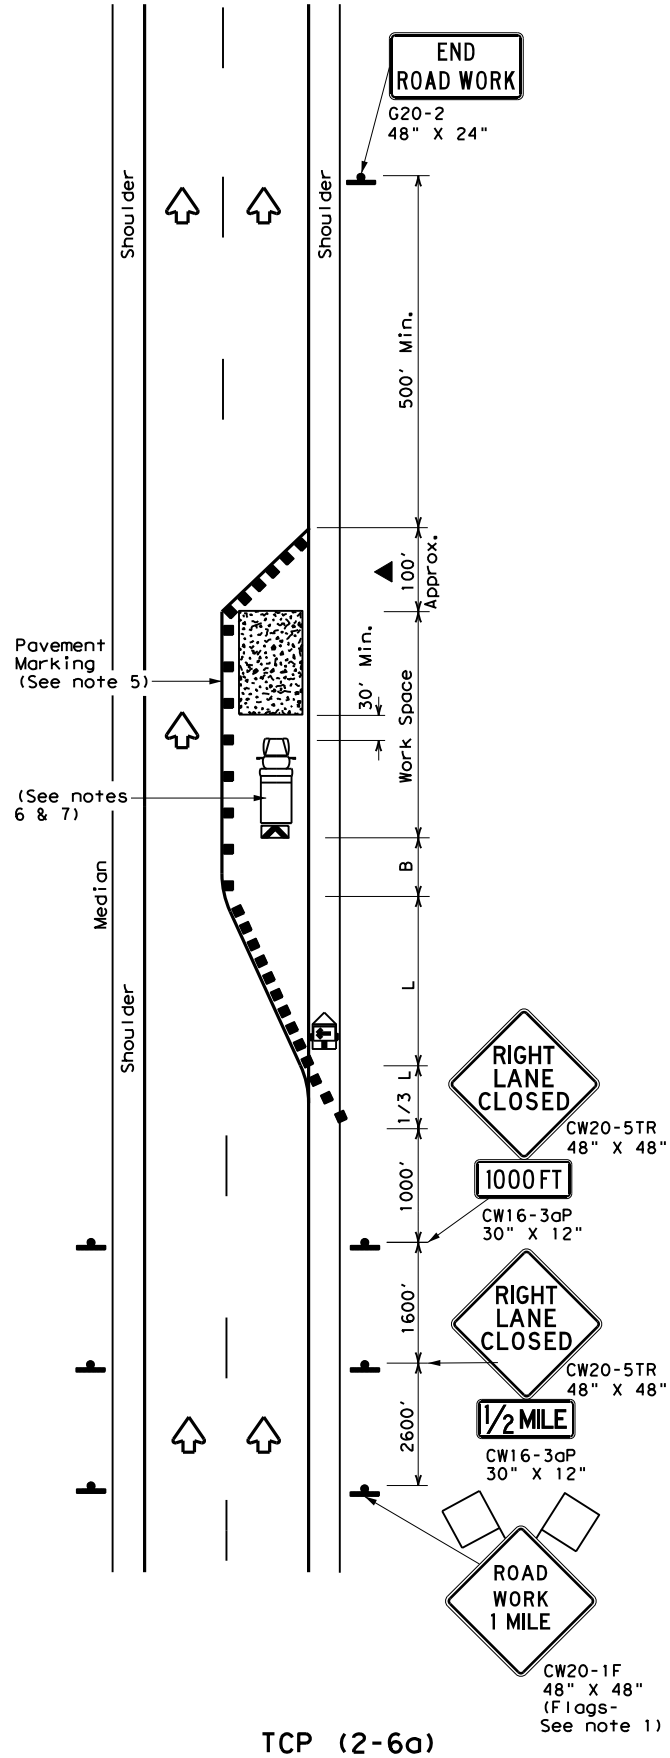 END
ROAD WORK
G20-2
48" X 24"
Shoulder
Shoulder
500' Min.
100'
Approx.
Pavement
Marking
(See note 5)
30' Min.
Work Space
(See notes
6 & 7)
B
Median
L
Shoulder
RIGHT
LANE
CLOSED
1/3 L
CW20-5TR
48" X 48"
1000'
1000 FT
CW16-3aP
30" X 12"
1600'
RIGHT
LANE
CLOSED
CW20-5TR
48" X 48"
2600'
1/2 MILE
CW16-3aP
30" X 12"
ROAD
WORK
1 MILE
CW20-1F
48" X 48"
(Flags-
See note 1)
TCP (2-6a)